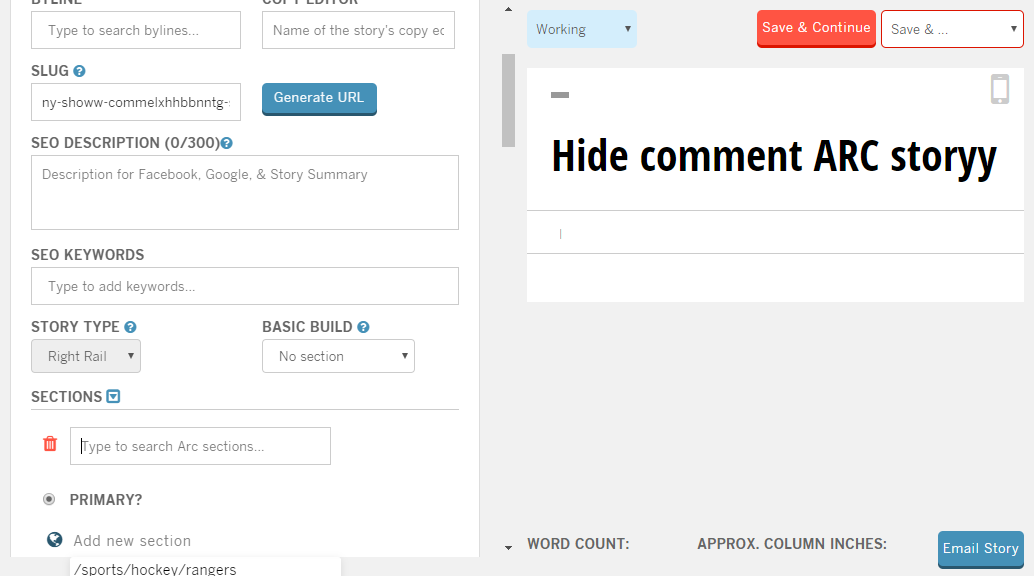 BYLINE
COPY EDITOR
Type to search bylines...
Name of the story's copy ec
SLUG
ny-showw-commelxhhbbnntg-
Generate URL
SEO DESCRIPTION (0/300)
Description for Facebook, Google, & Story Summary
SEO KEYWORDS
Type to add keywords...
STORY TYPE
BASIC BUILD
Right Rail
No section
SECTIONS
Type to search Arc sections...
PRIMARY?
Add new section
/sports/hockey/rangers
Working
Save & Continue
Save & ...
Hide comment ARC storyy
WORD COUNT:
APPROX. COLUMN INCHES:
Email Story